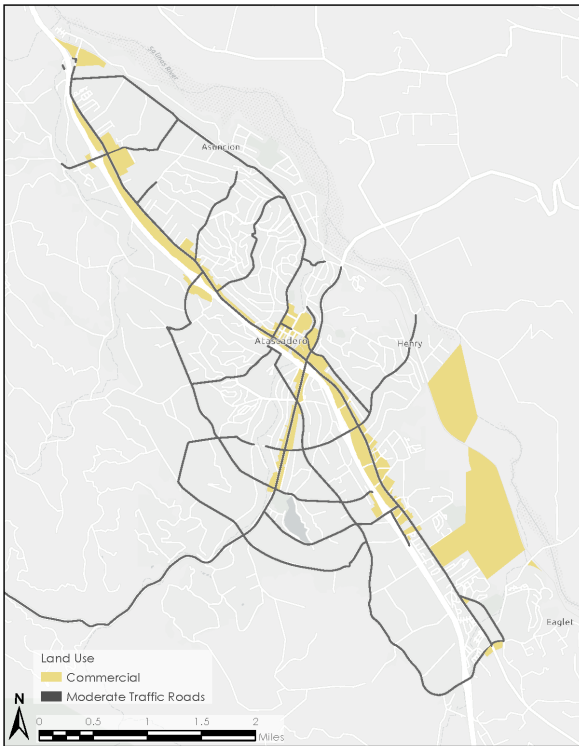 Salinas River
Asuncion
Atascadero
Henry
Eaglet
Land Use
Commercial
Moderate Traffic Roads
N
0 0.5 1 1.5 2
Miles